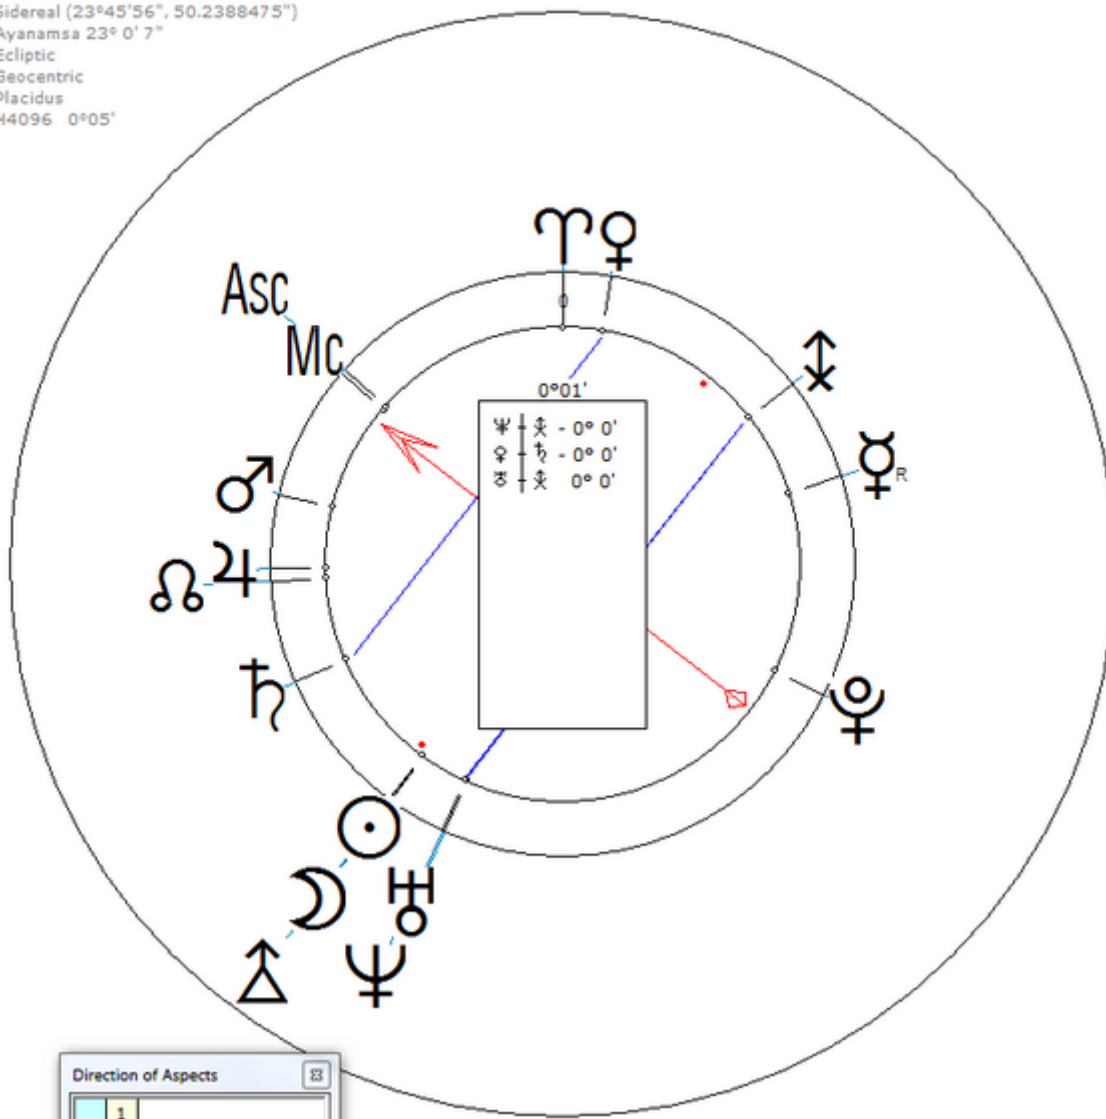 Sidereal (23°45'56", 50.2388475")
Ayanamsa 23° 0' 7"
Ecliptic
Geocentric
Placidus
H4096 0°05'
♈ ♀
0
Asc
Mc
♂
♃
☊
♄
☿ R
0°01'
- 0° 0'
♀ ♄ - 0° 0'
0° 0'
☉
☽
♅
♆
Direction of Aspects
1